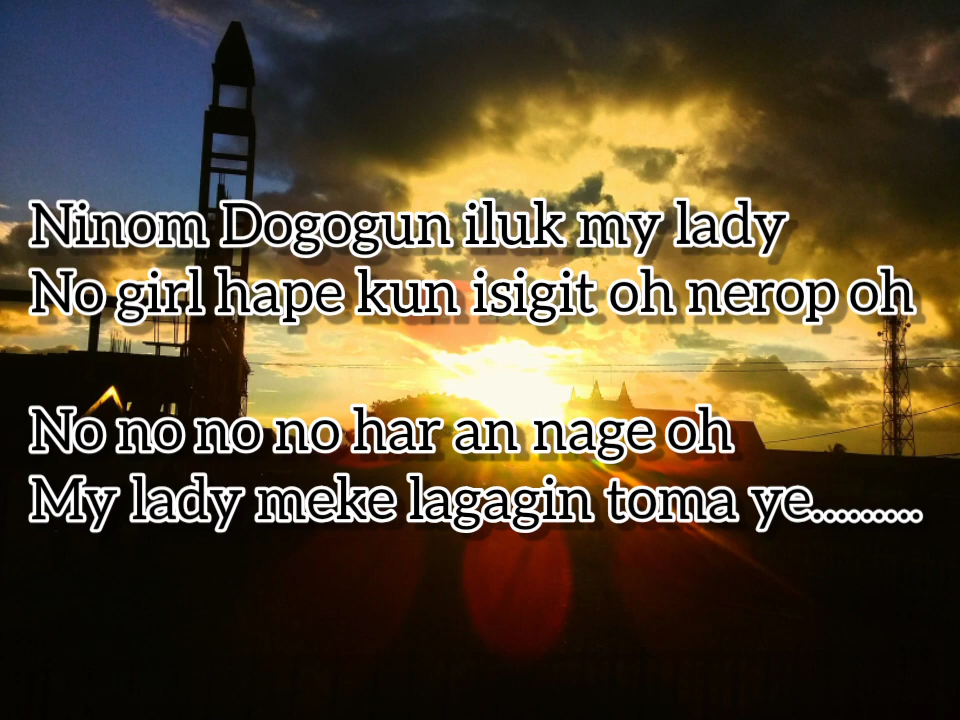 Ninom Dogogun iluk my lady
No girl hape kun isigit oh nerop oh
No no no no har an nage oh
My lady meke lagagin toma ye..........